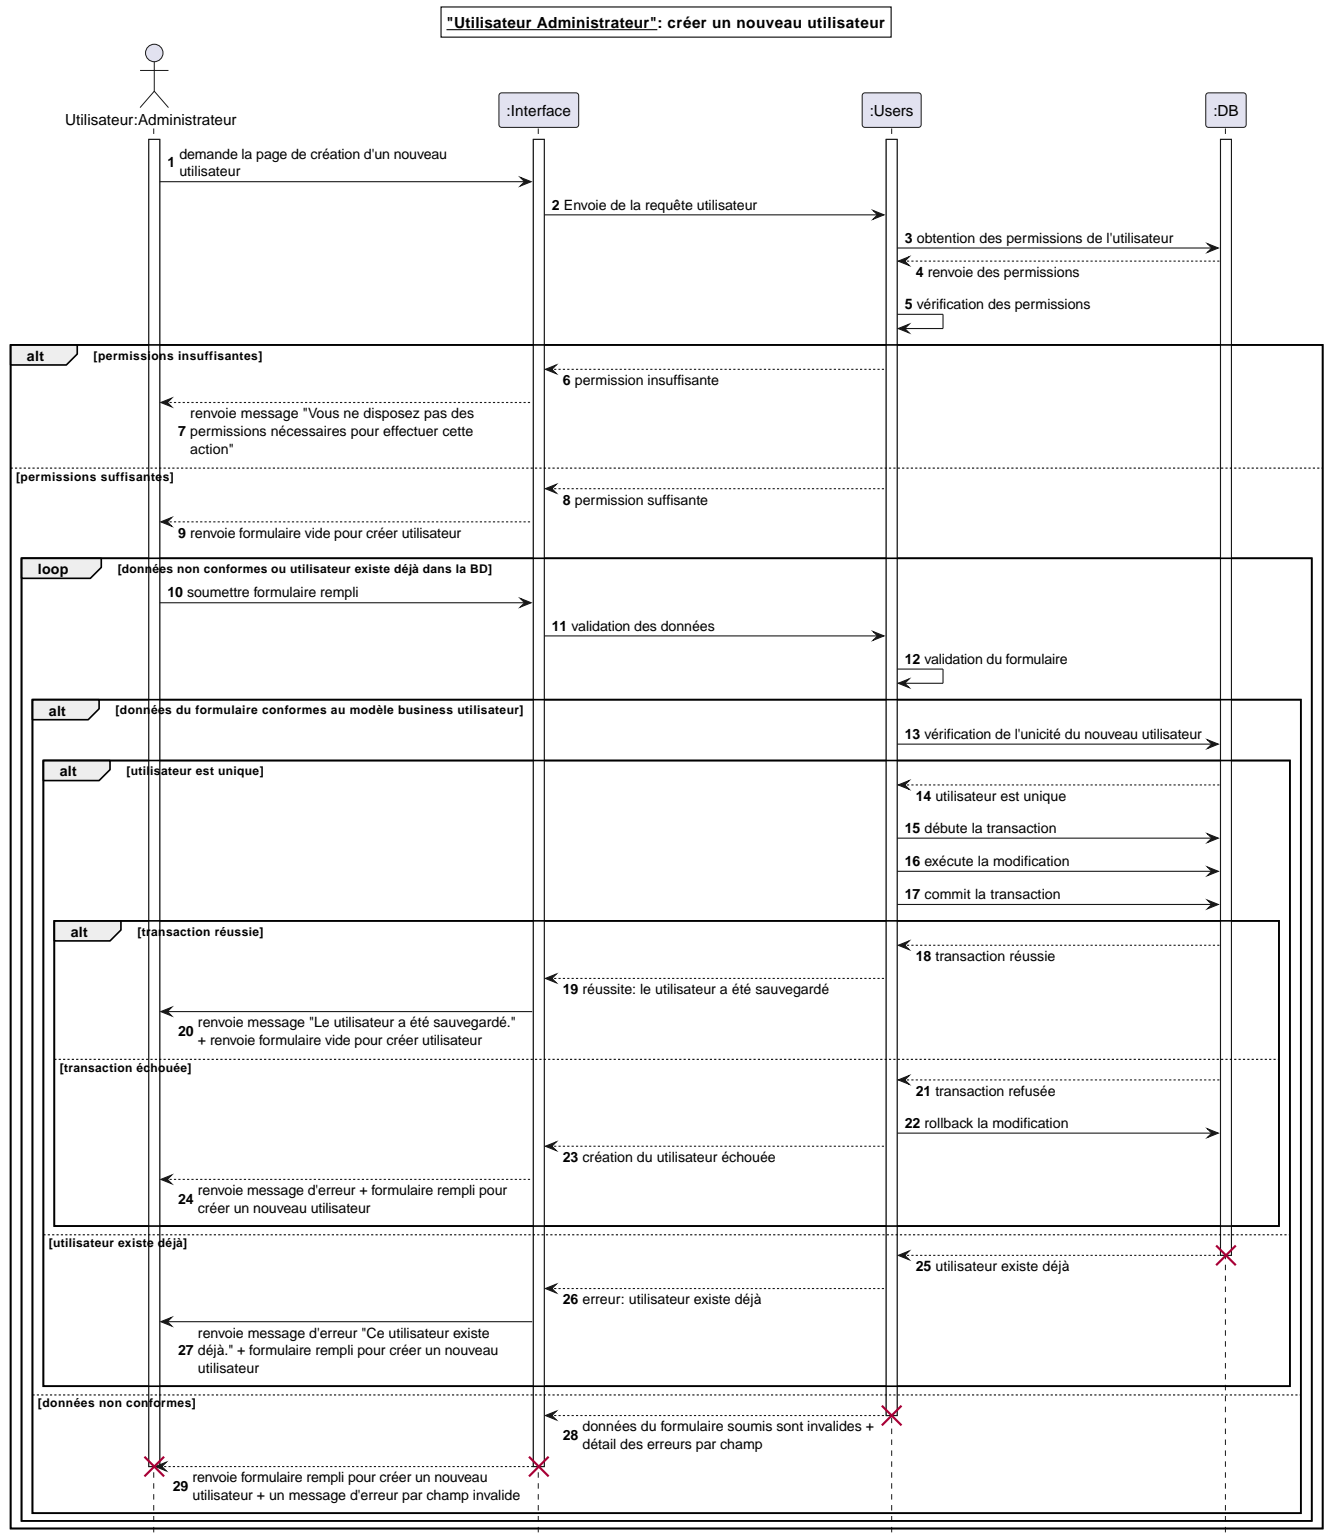 "Utilisateur Administrateur": créer un nouveau utilisateur
Utilisateur:Administrateur
:Interface
:Users
:DB
1 demande la page de création d'un nouveau
utilisateur
2 Envoie de la requête utilisateur
3 obtention des permissions de l'utilisateur
4 renvoie des permissions
5 vérification des permissions
alt [permissions insuffisantes]
6 permission insuffisante
renvoie message "Vous ne disposez pas des
7 permissions nécessaires pour effectuer cette
action"
[permissions suffisantes]
8 permission suffisante
9 renvoie formulaire vide pour créer utilisateur
loop [données non conformes ou utilisateur existe déjà dans la BD]
10 soumettre formulaire rempli
11 validation des données
12 validation du formulaire
alt [données du formulaire conformes au modèle business utilisateur]
13 vérification de l'unicité du nouveau utilisateur
alt [utilisateur est unique]
14 utilisateur est unique
15 débute la transaction
16 exécute la modification
17 commit la transaction
alt [transaction réussie]
18 transaction réussie
19 réussite: le utilisateur a été sauvegardé
20 renvoie message "Le utilisateur a été sauvegardé."
+ renvoie formulaire vide pour créer utilisateur
[transaction échouée]
21 transaction refusée
22 rollback la modification
23 création du utilisateur échouée
24 renvoie message d'erreur + formulaire rempli pour
créer un nouveau utilisateur
[utilisateur existe déjà]
25 utilisateur existe déjà
26 erreur: utilisateur existe déjà
renvoie message d'erreur "Ce utilisateur existe
27 déjà." + formulaire rempli pour créer un nouveau
utilisateur
[données non conformes]
28 données du formulaire soumis sont invalides +
détail des erreurs par champ
29 renvoie formulaire rempli pour créer un nouveau
utilisateur + un message d'erreur par champ invalide